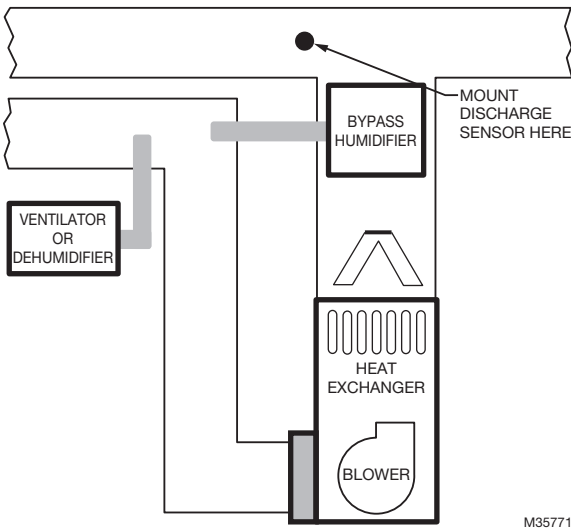 MOUNT
DISCHARGE
SENSOR HERE
BYPASS
HUMIDIFIER
VENTILATOR
OR
DEHUMIDIFIER
HEAT
EXCHANGER
BLOWER
M35771